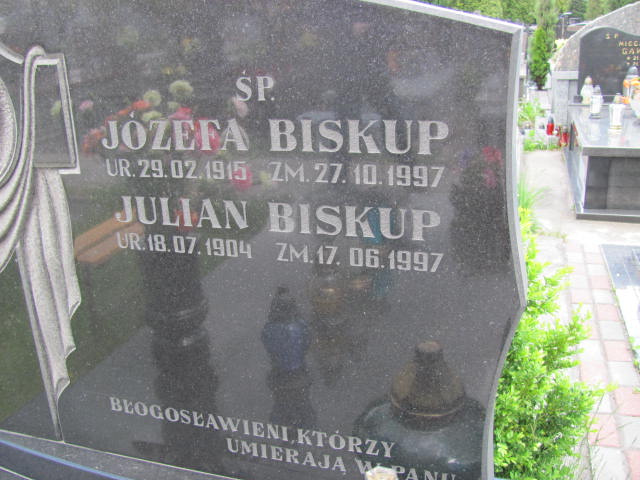 ŚP.
JÓZEFA BISKUP
UR. 29.02.1915 ZM. 27.10.1997
JULIAN BISKUP
UR. 18.07.1904 ZM. 17.06.1997
BŁOGOSŁAWIENI, KTÓRZY
UMIERAJĄ W PANU
Ś.P.